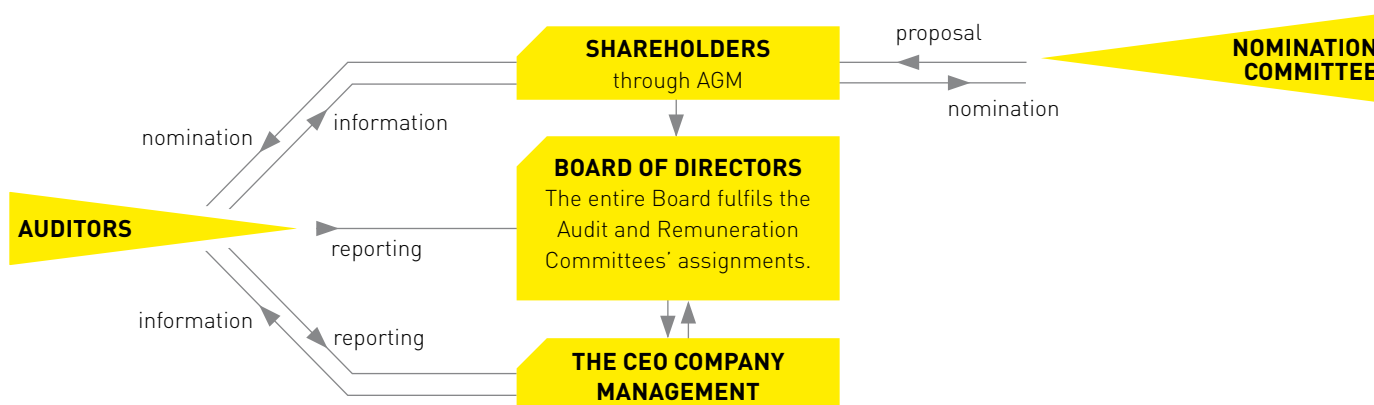 proposal
SHAREHOLDERS
through AGM
NOMINATION
COMMITTEE
nomination
information
nomination
BOARD OF DIRECTORS
The entire Board fulfils the
Audit and Remuneration
Committees’ assignments.
AUDITORS
reporting
information
reporting
THE CEO COMPANY
MANAGEMENT